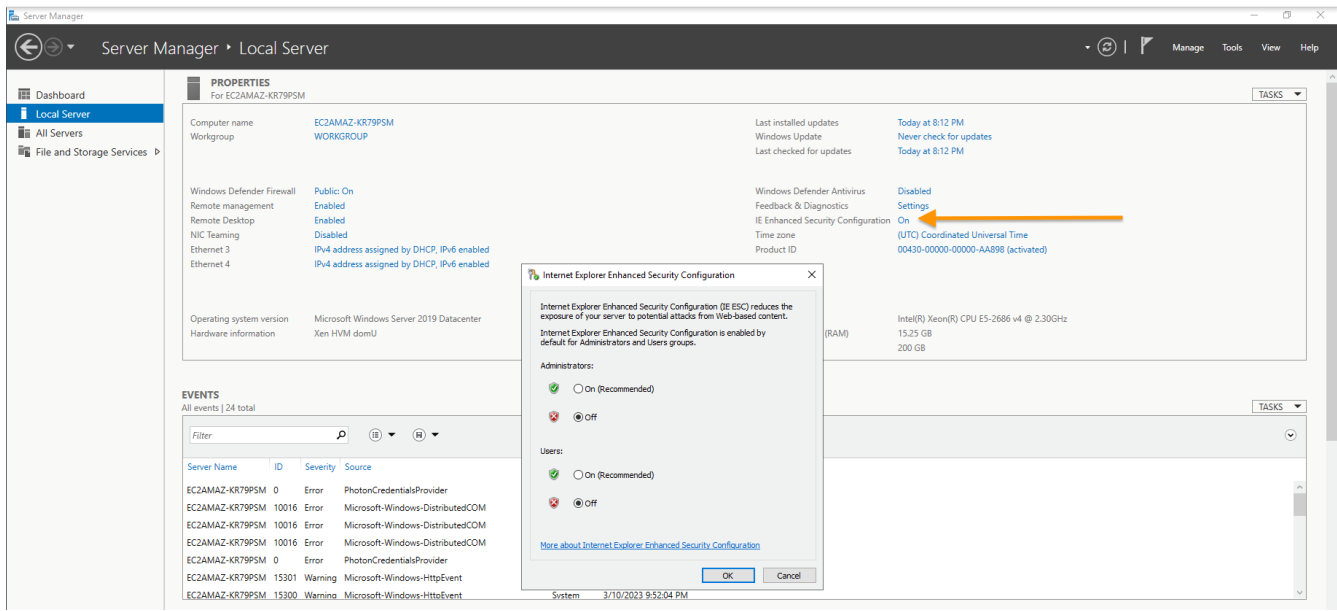 Server Manager
Server Manager ‣ Local Server
Manage Tools View Help
Dashboard
Local Server
All Servers
File and Storage Services
PROPERTIES
For EC2AMAZ-KR79PSM
TASKS
Computer name EC2AMAZ-KR79PSM Last installed updates Today at 8:12 PM
Workgroup WORKGROUP Windows Update Never check for updates
Last checked for updates Today at 8:12 PM
Windows Defender Firewall Public: On Windows Defender Antivirus Disabled
Remote management Enabled Feedback & Diagnostics Settings
Remote Desktop Enabled IE Enhanced Security Configuration On
NIC Teaming Disabled Time zone (UTC) Coordinated Universal Time
Ethernet 3 IPv4 address assigned by DHCP, IPv6 enabled Product ID 00430-00000-00000-AA898 (activated)
Ethernet 4 IPv4 address assigned by DHCP, IPv6 enabled
Operating system version Microsoft Windows Server 2019 Datacenter Intel(R) Xeon(R) CPU E5-2686 v4 @ 2.30GHz
Hardware information Xen HVM domU (RAM) 15.25 GB
200 GB
Internet Explorer Enhanced Security Configuration
Internet Explorer Enhanced Security Configuration (IE ESC) reduces the
exposure of your server to potential attacks from Web-based content.
Internet Explorer Enhanced Security Configuration is enabled by
default for Administrators and Users groups.
Administrators:
On (Recommended)
Off
Users:
On (Recommended)
Off
More about Internet Explorer Enhanced Security Configuration
OK Cancel
EVENTS
All events | 24 total
TASKS
Filter
Server Name ID Severity Source
EC2AMAZ-KR79PSM 0 Error PhotonCredentialsProvider
EC2AMAZ-KR79PSM 10016 Error Microsoft-Windows-DistributedCOM
EC2AMAZ-KR79PSM 10016 Error Microsoft-Windows-DistributedCOM
EC2AMAZ-KR79PSM 10016 Error Microsoft-Windows-DistributedCOM
EC2AMAZ-KR79PSM 0 Error PhotonCredentialsProvider
EC2AMAZ-KR79PSM 15301 Warning Microsoft-Windows-HttpEvent
EC2AMAZ-KR79PSM 15300 Warning Microsoft-Windows-HttpEvent System 3/10/2023 9:52:04 PM